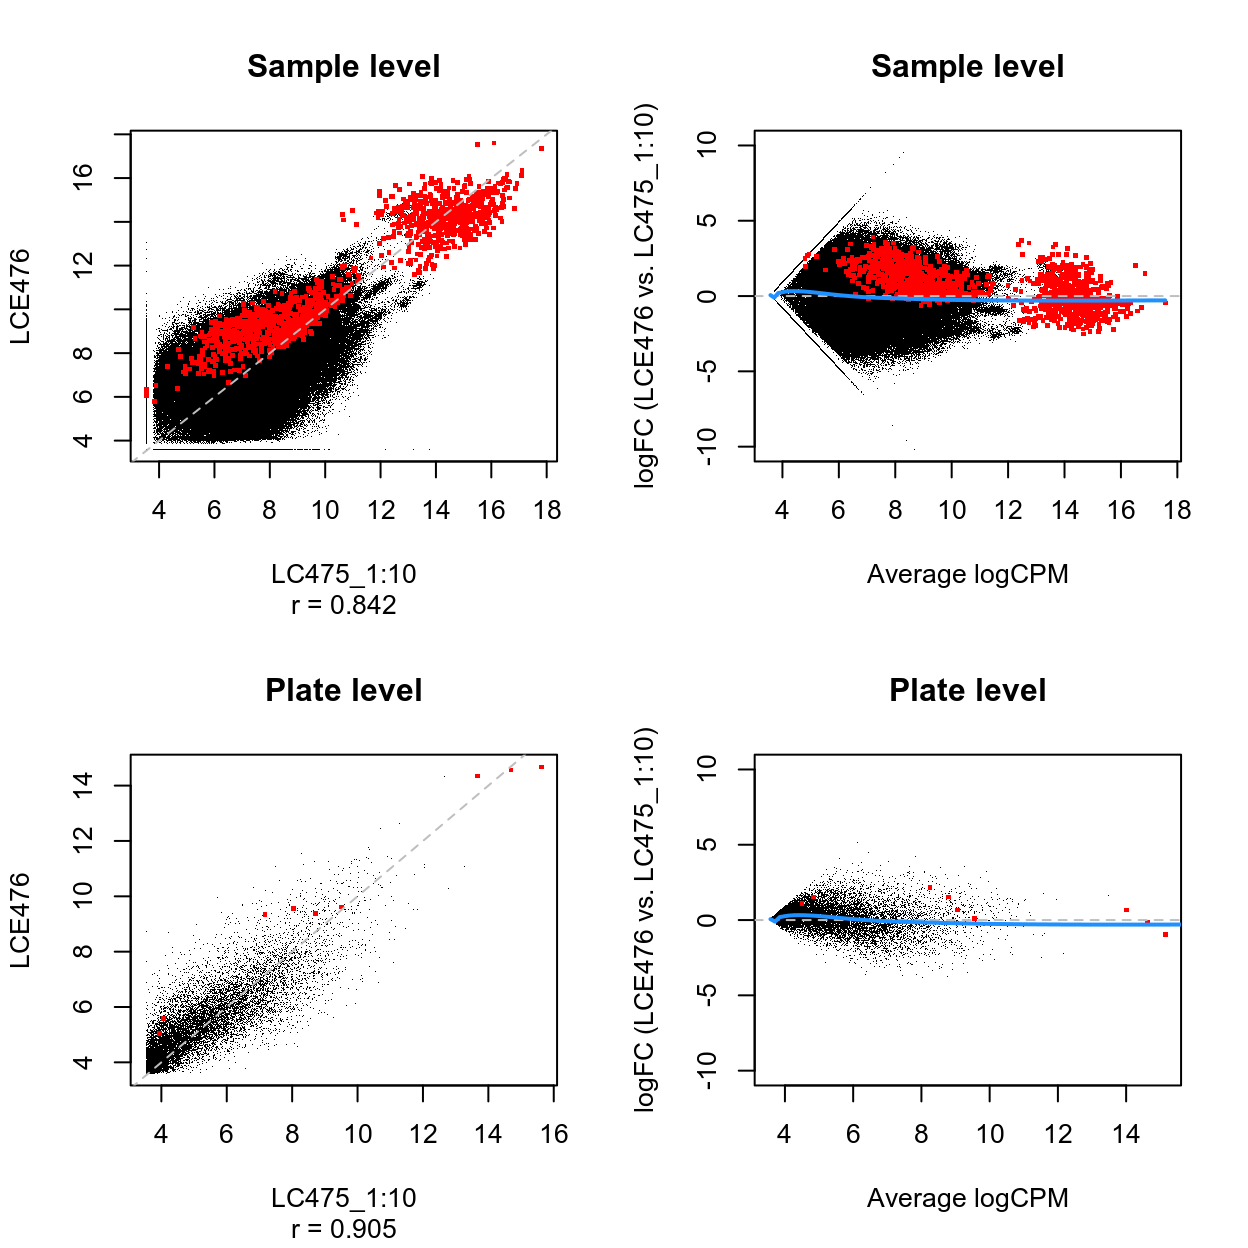 Sample level
LCE476
16
12
8
6
4
4 6 8 10 12 14 16 18
LC475_1:10
r = 0.842
Sample level
logFC (LCE476 vs. LC475_1:10)
10
5
0
-5
-10
4 6 8 10 12 14 16 18
Average logCPM
Plate level
LCE476
14
12
10
8
6
4
4 6 8 10 12 14 16
LC475_1:10
r = 0.905
Plate level
logFC (LCE476 vs. LC475_1:10)
10
5
0
-5
-10
4 6 8 10 12 14
Average logCPM